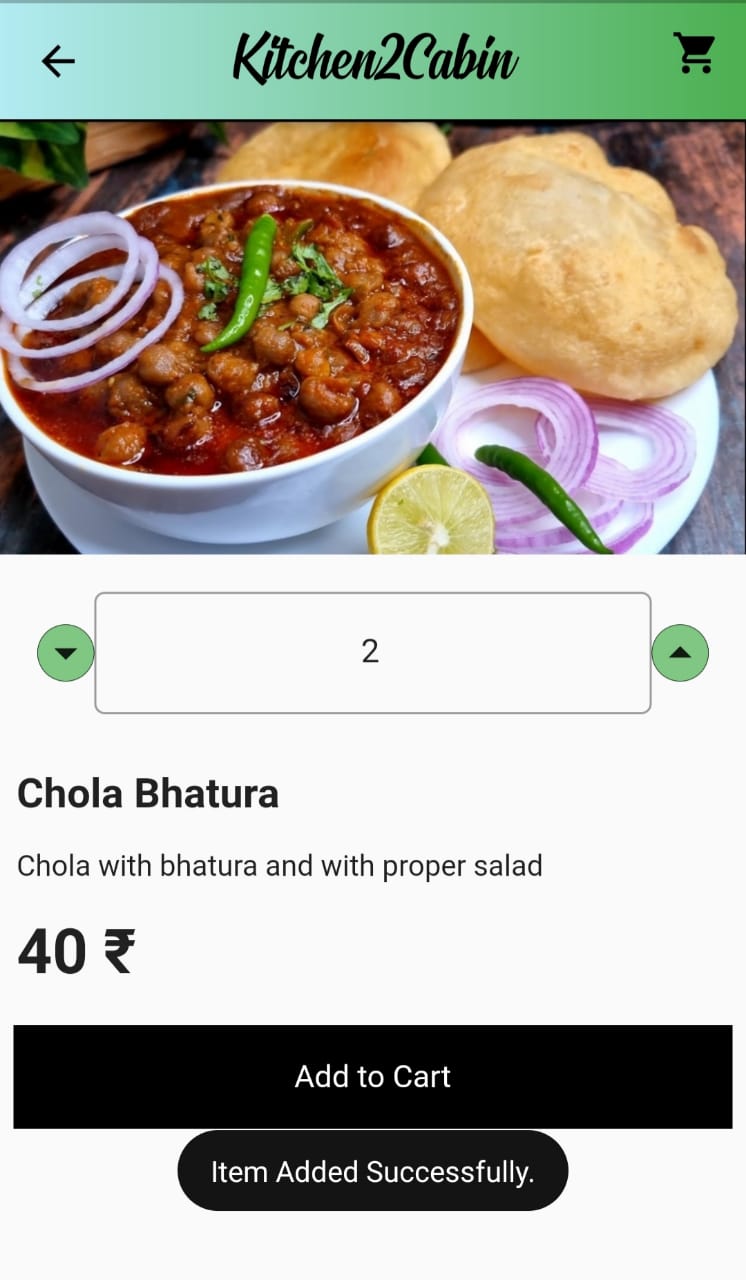 Kitchen2Cabin
2
Chola Bhatura
Chola with bhatura and with proper salad
40 ₹
Add to Cart
Item Added Successfully.